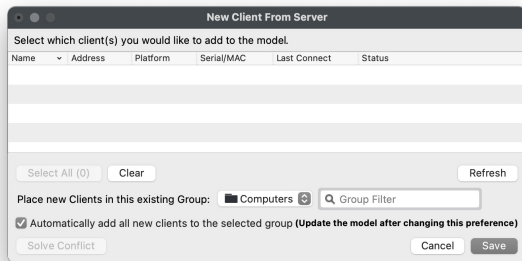 New Client From Server
Select which client(s) you would like to add to the model.
Name Address Platform Serial/MAC Last Connect Status
Select All (0) Clear Refresh
Place new Clients in this existing Group: Computers Group Filter
Automatically add all new clients to the selected group (Update the model after changing this preference)
Solve Conflict Cancel Save